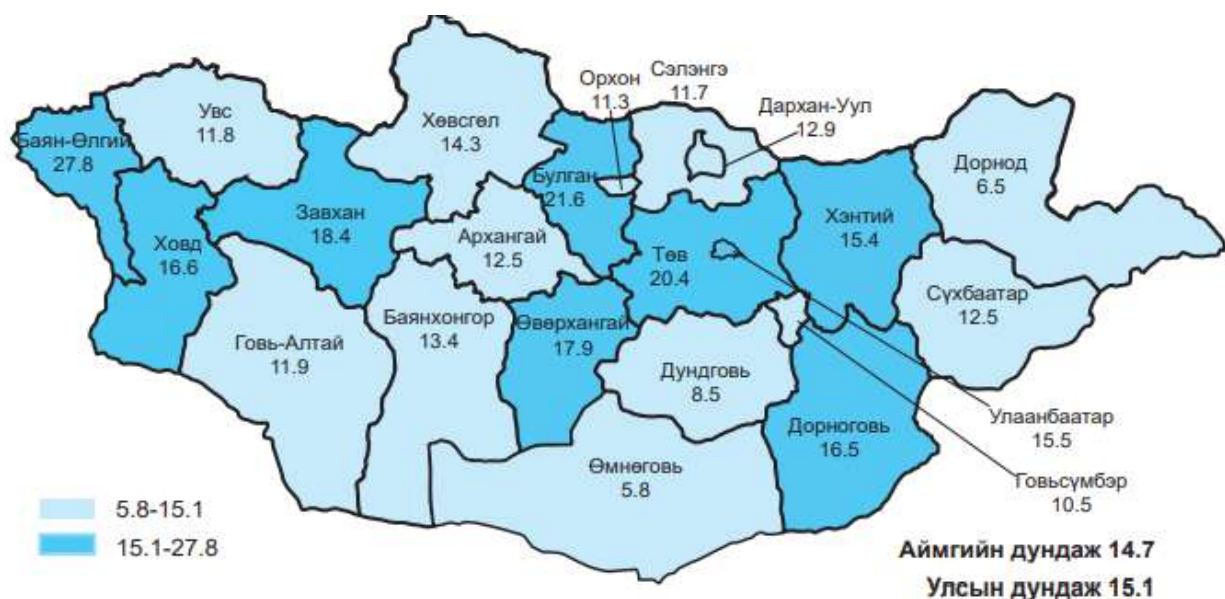 Орхон
11.3
Сэлэнгэ
11.7
Дархан-Уул
12.9
Увс
11.8
Хөвсгөл
14.3
Баян-Өлгий
27.8
Булган
21.6
Дорнод
6.5
Завхан
18.4
Хэнтий
15.4
Ховд
16.6
Архангай
12.5
Төв
20.4
Сүхбаатар
12.5
Баянхонгор
13.4
Өвөрхангай
17.9
Говь-Алтай
11.9
Дундговь
8.5
Улаанбаатар
15.5
Дорноговь
16.5
Өмнөговь
5.8
Говьсүмбэр
10.5
5.8-15.1
15.1-27.8
Аймгийн дундаж 14.7
Улсын дундаж 15.1